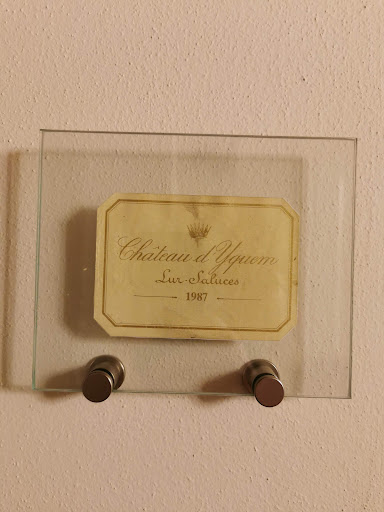 Château d'Yquem
Lur-Saluces
1987